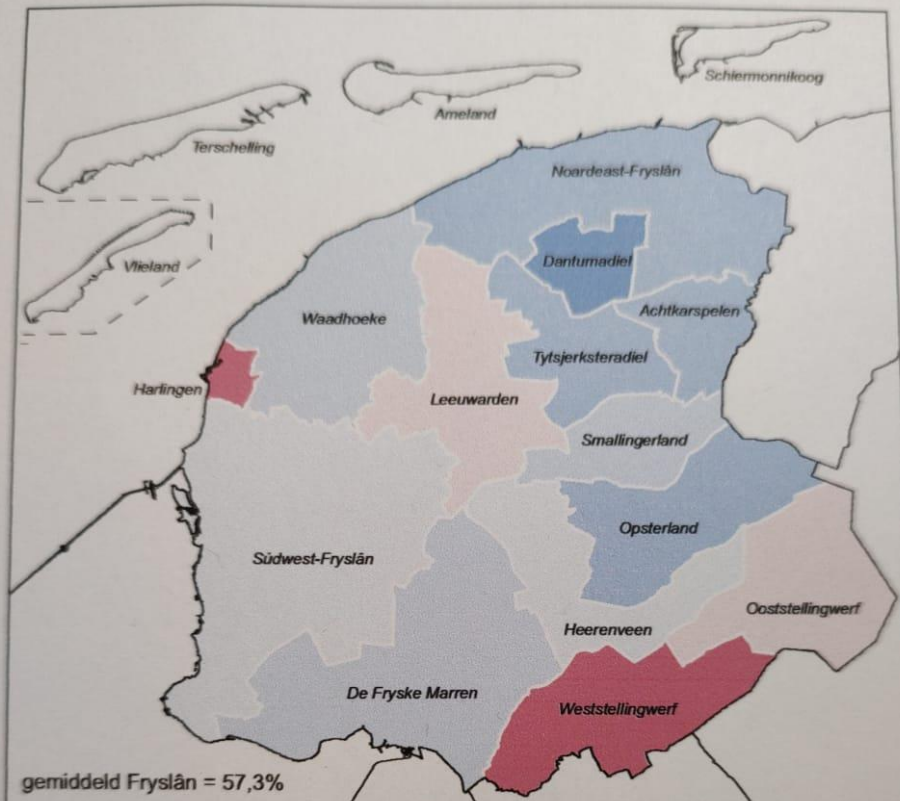 Schiermonnikoog
Ameland
Terschelling
Noardeast-Fryslân
Vlieland
Dantumadiel
Achtkarspelen
Waadhoeke
Tytsjerksteradiel
Harlingen
Leeuwarden
Smallingerland
Opsterland
Súdwest-Fryslân
Ooststellingwerf
Heerenveen
De Fryske Marren
Weststellingwerf
gemiddeld Fryslân = 57,3%